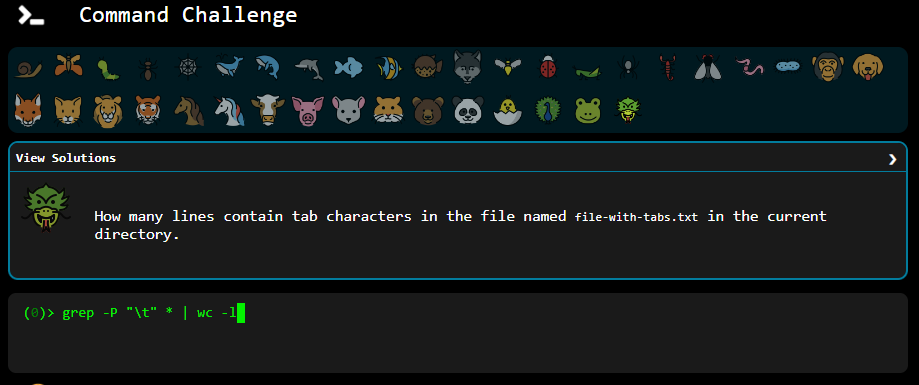 Command Challenge
View Solutions
How many lines contain tab characters in the file named file-with-tabs.txt in the current
directory.
(0)> grep -P "\t" * | wc -l